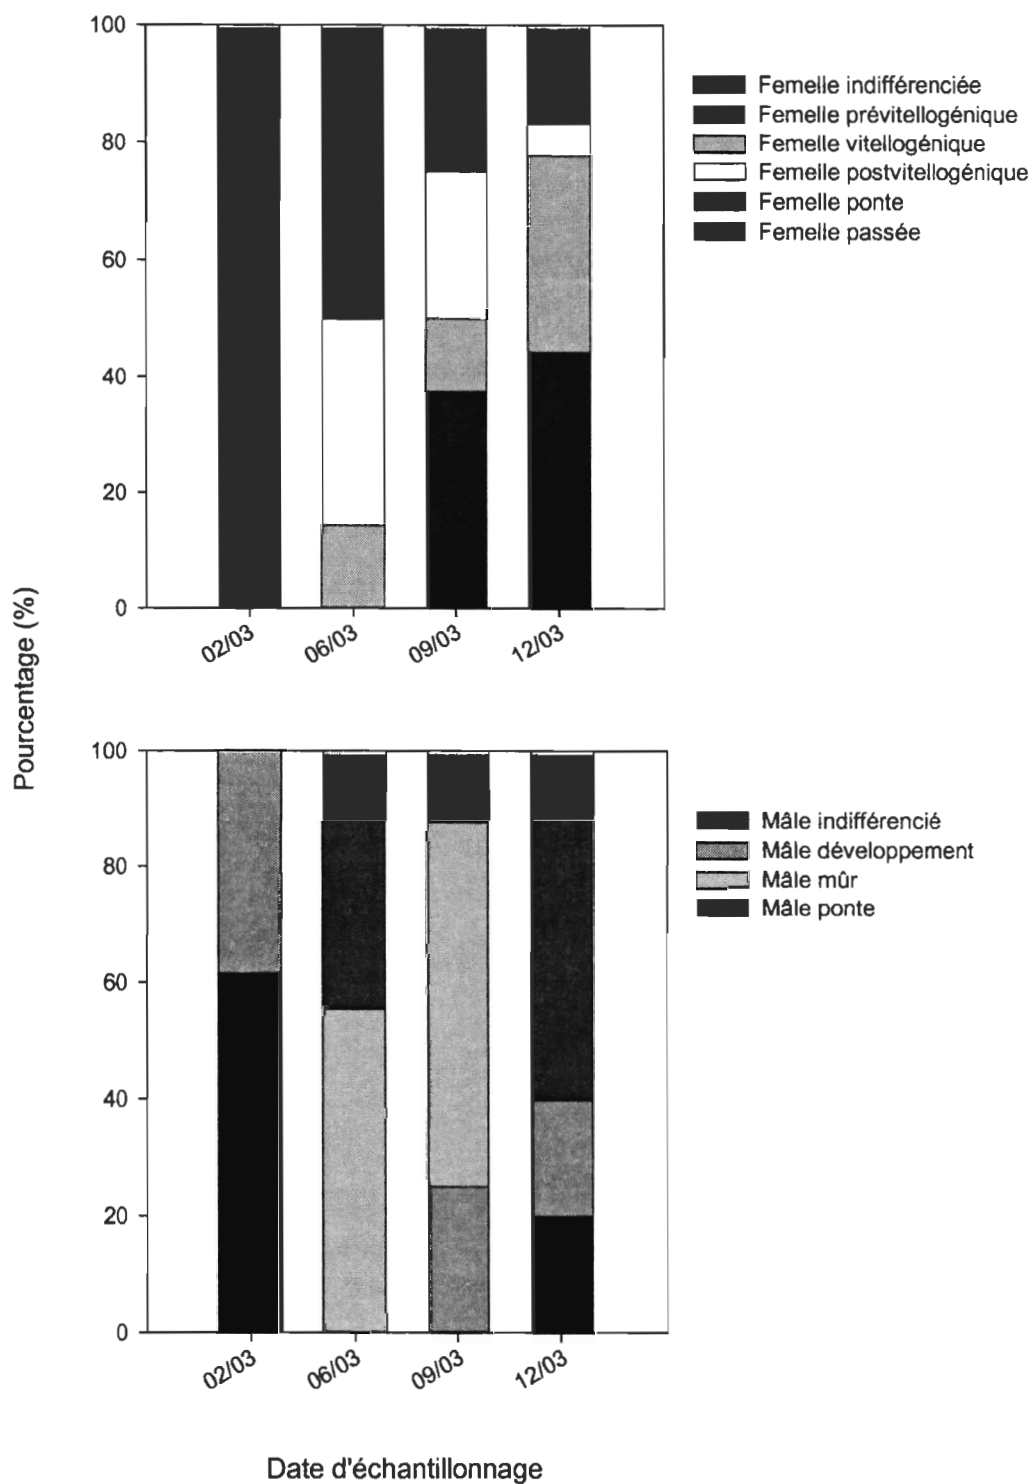 100
80
60
40
20
0
02/03
06/03
09/03
12/03
Femelle indifférenciée
Femelle prévitellogénique
Femelle vitellogénique
Femelle postvitellogénique
Femelle ponte
Femelle passée
Pourcentage (%)
100
80
60
40
20
0
02/03
06/03
09/03
12/03
Mâle indifférencié
Mâle développement
Mâle mûr
Mâle ponte
Date d'échantillonnage